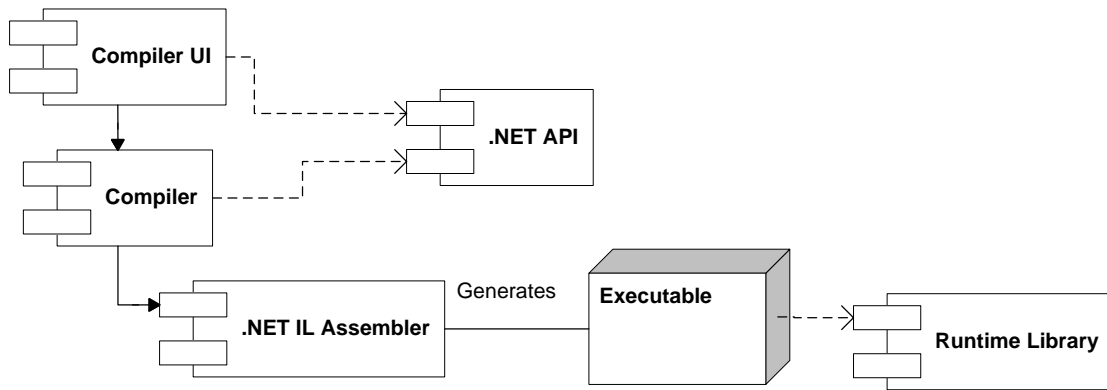 Compiler UI
.NET API
Compiler
Generates
Executable
.NET IL Assembler
Runtime Library